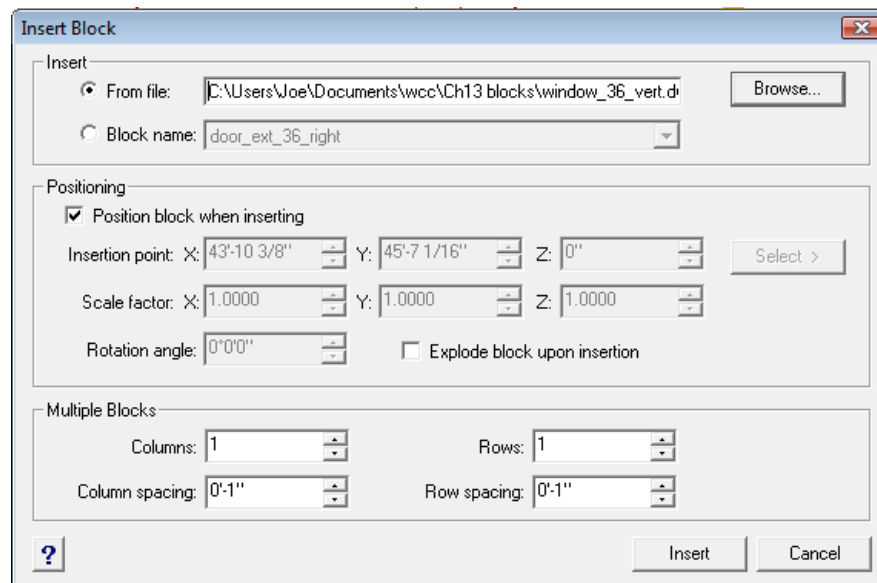 Insert Block
Insert
From file: C:\Users\Joe\Documents\wcc\Ch13 blocks\window_36_vert.d
Browse...
Block name: door_ext_36_right
Positioning
Position block when inserting
Insertion point: X: 43'-10 3/8" Y: 45'-7 1/16" Z: 0" Select >
Scale factor: X: 1.0000 Y: 1.0000 Z: 1.0000
Rotation angle: 0°0'0" Explode block upon insertion
Multiple Blocks
Columns: 1 Rows: 1
Column spacing: 0'-1" Row spacing: 0'-1"
? Insert Cancel